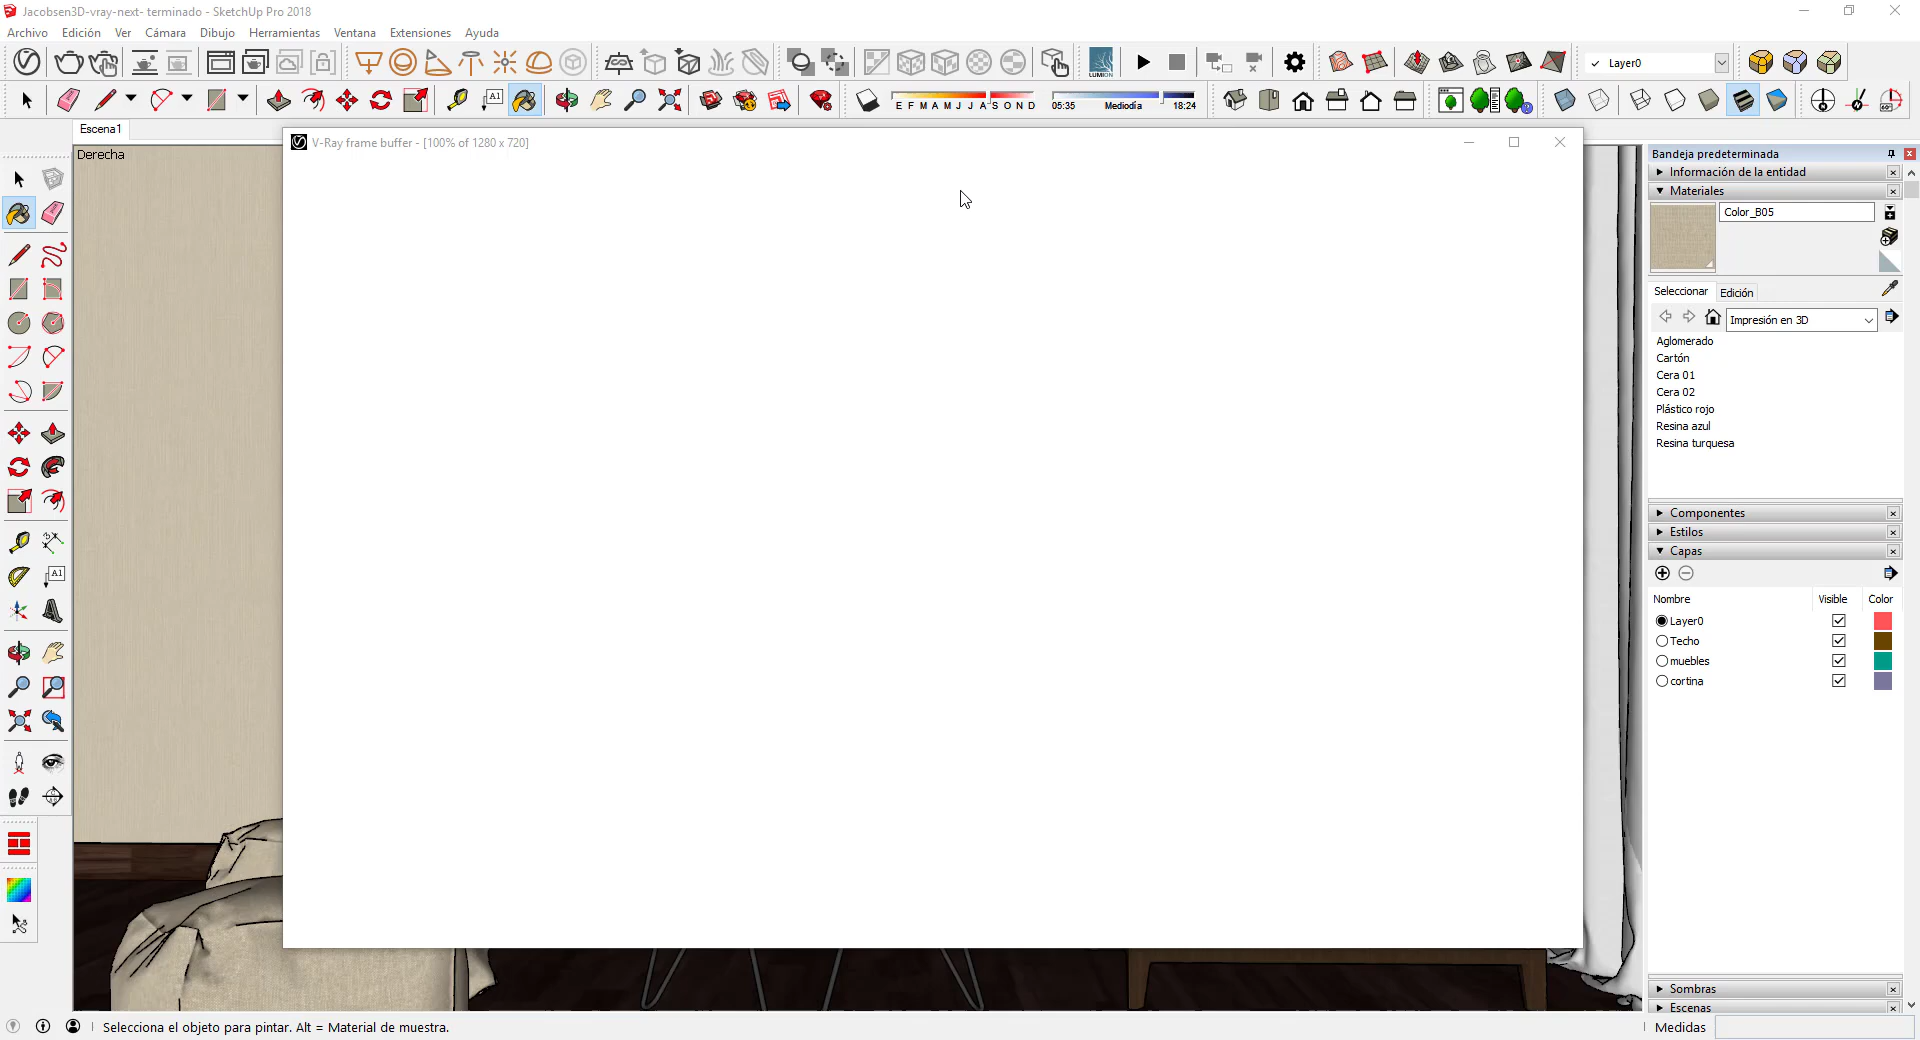 Jacobsen3D-vray-next- terminado - SketchUp Pro 2018
Archivo Edición Ver Cámara Dibujo Herramientas Ventana Extensiones Ayuda
LUMION
Layer0
A1
E F M A M J J A S O N D
05:35 Mediodía 18:24
Escena1
Derecha
V-Ray frame buffer - [100% of 1280 x 720]
Bandeja predeterminada
Información de la entidad
Materiales
Color_B05
Seleccionar Edición
Impresión en 3D
Aglomerado
Cartón
Cera 01
Cera 02
Plástico rojo
Resina azul
Resina turquesa
Componentes
Estilos
Capas
Nombre Visible Color
Layer0
Techo
muebles
cortina
A1
Sombras
Escenas
Selecciona el objeto para pintar. Alt = Material de muestra.
Medidas